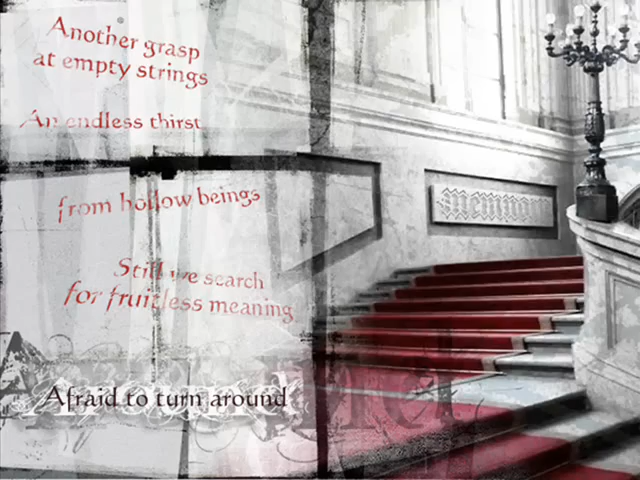 Another grasp
at empty strings
An endless thirst
from hollow beings
Still we search
for fruitless meaning
Afraid to turn around